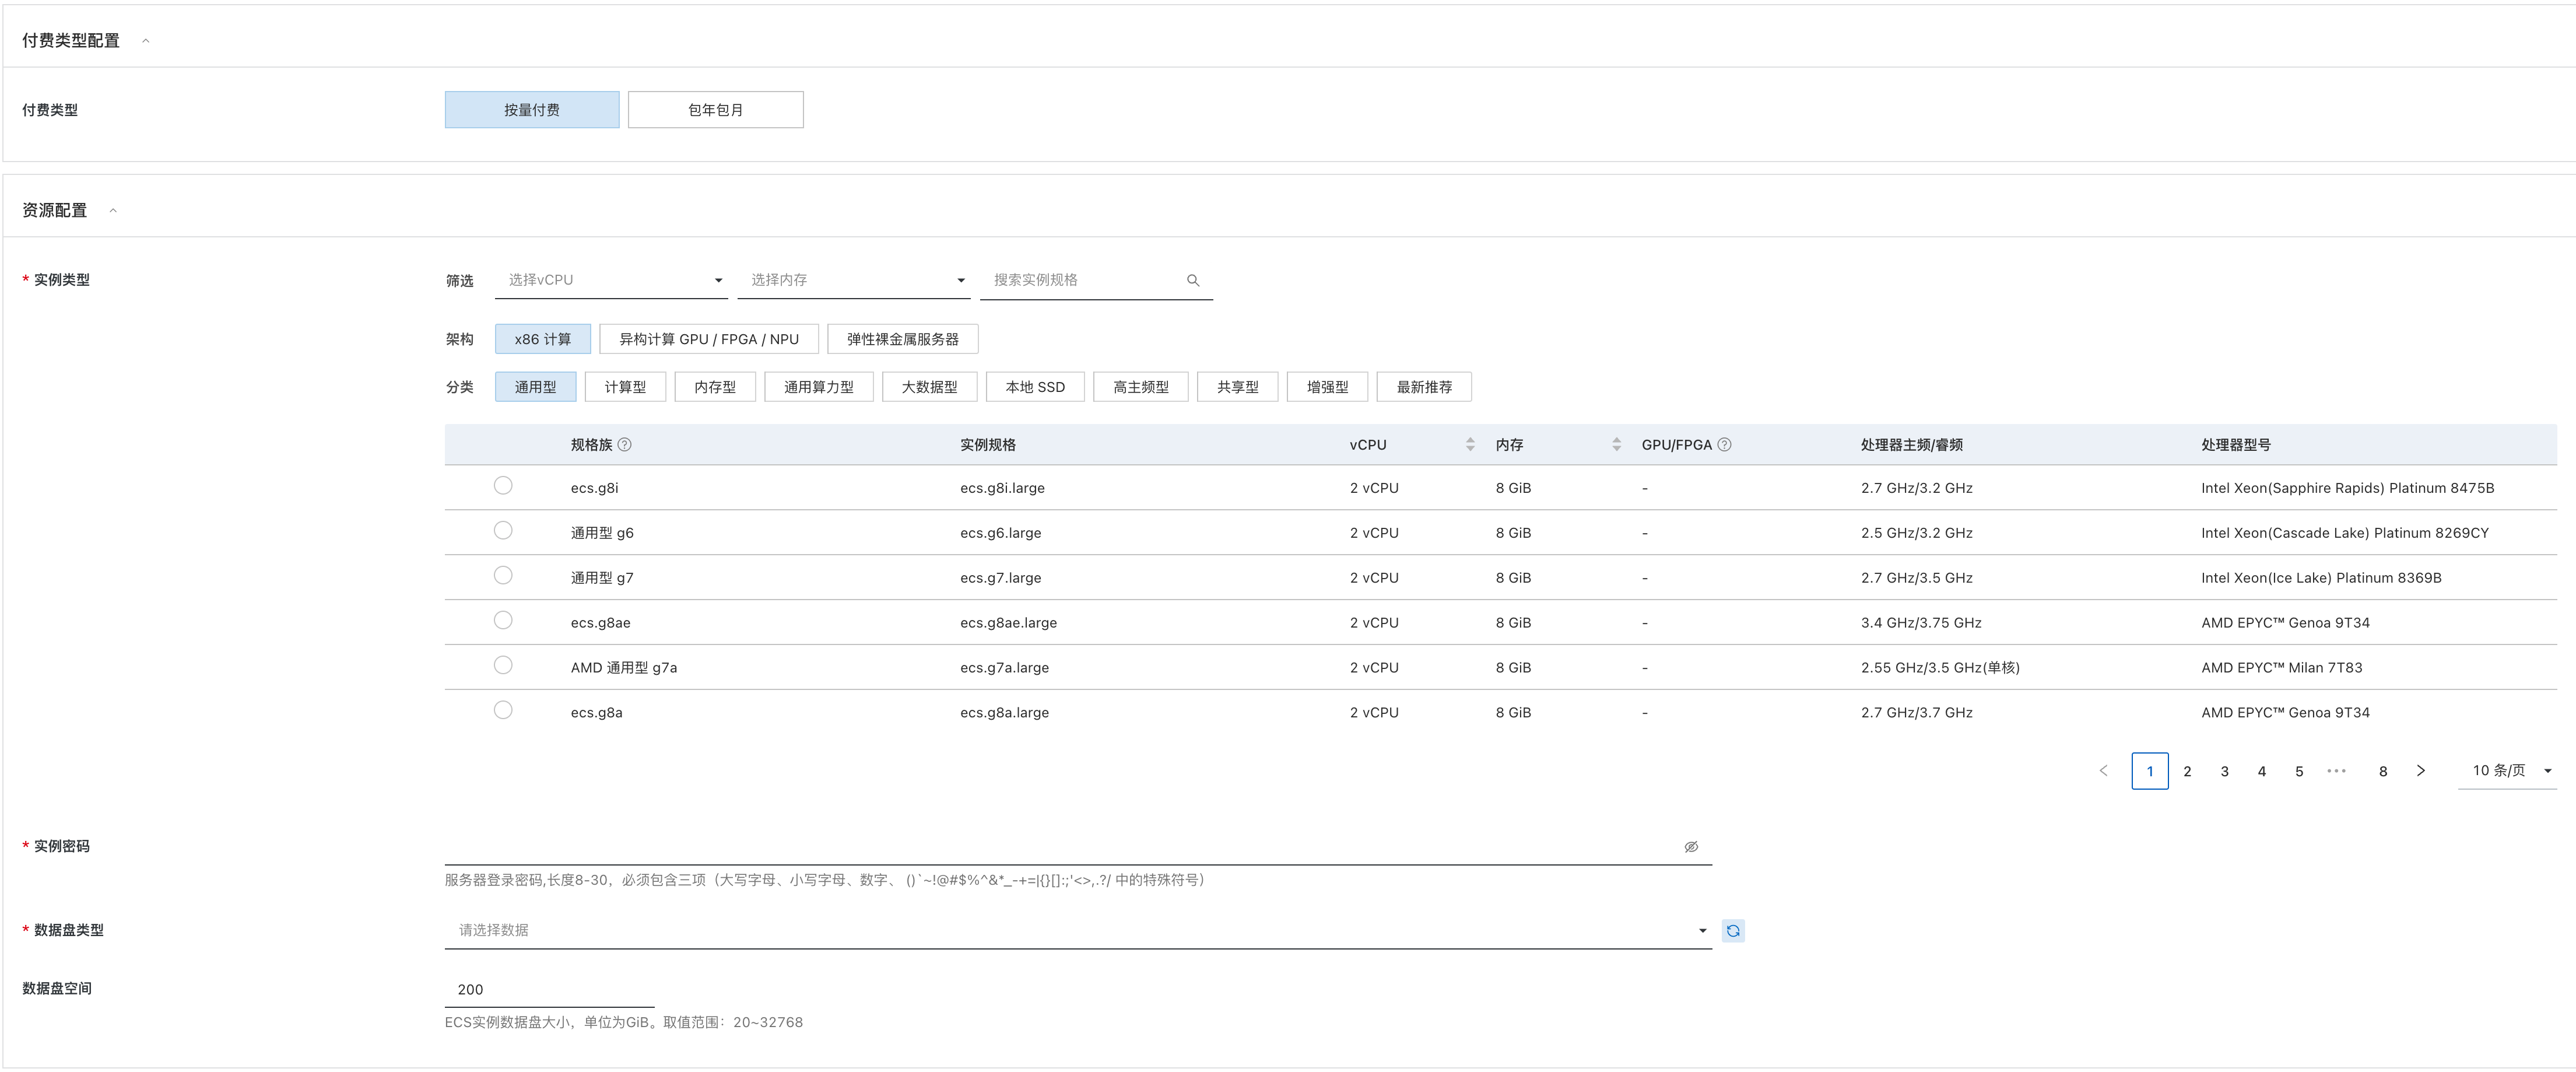 付费类型配置
付费类型 按量付费 包年包月
资源配置
* 实例类型 筛选 选择vCPU 选择内存 搜索实例规格
架构 x86 计算 异构计算 GPU / FPGA / NPU 弹性裸金属服务器
分类 通用型 计算型 内存型 通用算力型 大数据型 本地 SSD 高主频型 共享型 增强型 最新推荐
规格族 实例规格 vCPU 内存 GPU/FPGA 处理器主频/睿频 处理器型号
ecs.g8i ecs.g8i.large 2 vCPU 8 GiB - 2.7 GHz/3.2 GHz Intel Xeon(Sapphire Rapids) Platinum 8475B
通用型 g6 ecs.g6.large 2 vCPU 8 GiB - 2.5 GHz/3.2 GHz Intel Xeon(Cascade Lake) Platinum 8269CY
通用型 g7 ecs.g7.large 2 vCPU 8 GiB - 2.7 GHz/3.5 GHz Intel Xeon(Ice Lake) Platinum 8369B
ecs.g8ae ecs.g8ae.large 2 vCPU 8 GiB - 3.4 GHz/3.75 GHz AMD EPYC™ Genoa 9T34
AMD 通用型 g7a ecs.g7a.large 2 vCPU 8 GiB - 2.55 GHz/3.5 GHz(单核) AMD EPYC™ Milan 7T83
ecs.g8a ecs.g8a.large 2 vCPU 8 GiB - 2.7 GHz/3.7 GHz AMD EPYC™ Genoa 9T34
1 2 3 4 5 ••• 8 10 条/页
* 实例密码
服务器登录密码,长度8-30，必须包含三项（大写字母、小写字母、数字、 ()`~!@#$%^&*_-+=|{}[]:;'<>,.?/ 中的特殊符号）
* 数据盘类型 请选择数据
数据盘空间 200
ECS实例数据盘大小，单位为GiB。取值范围：20~32768